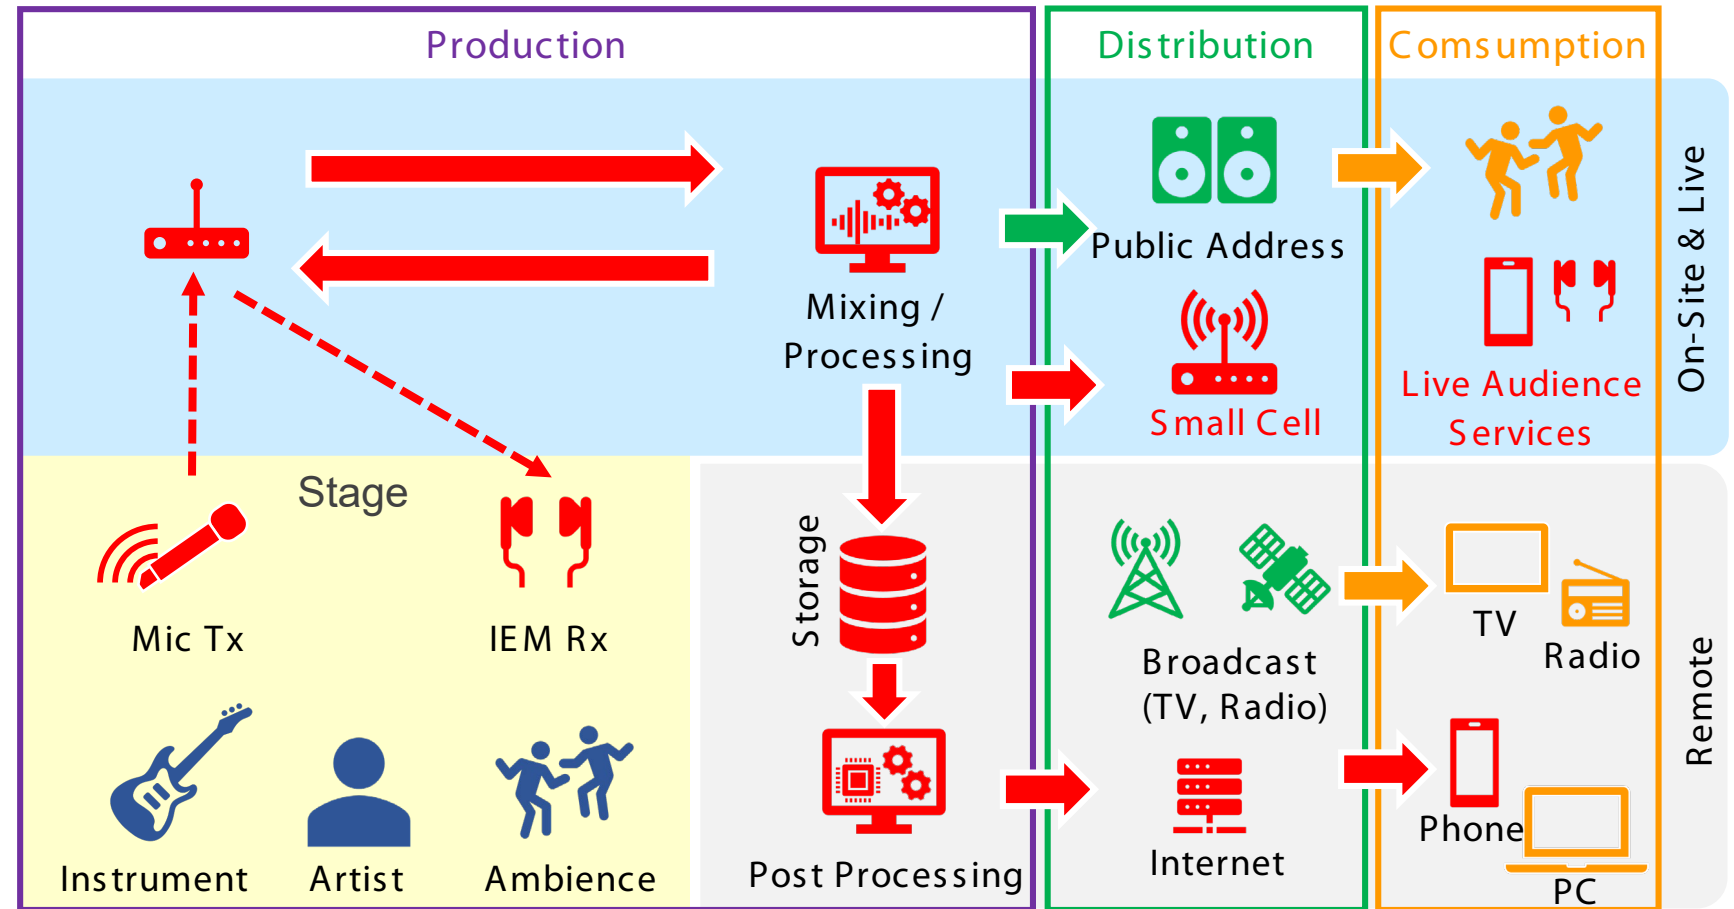 Production
Distribution
Comsumption
Mixing /
Processing
Public Address
Small Cell
Live Audience
Services
On-Site & Live
Stage
Mic Tx
IEM Rx
Instrument
Artist
Ambience
Storage
Post Processing
Broadcast
(TV, Radio)
Internet
TV
Radio
Phone
PC
Remote